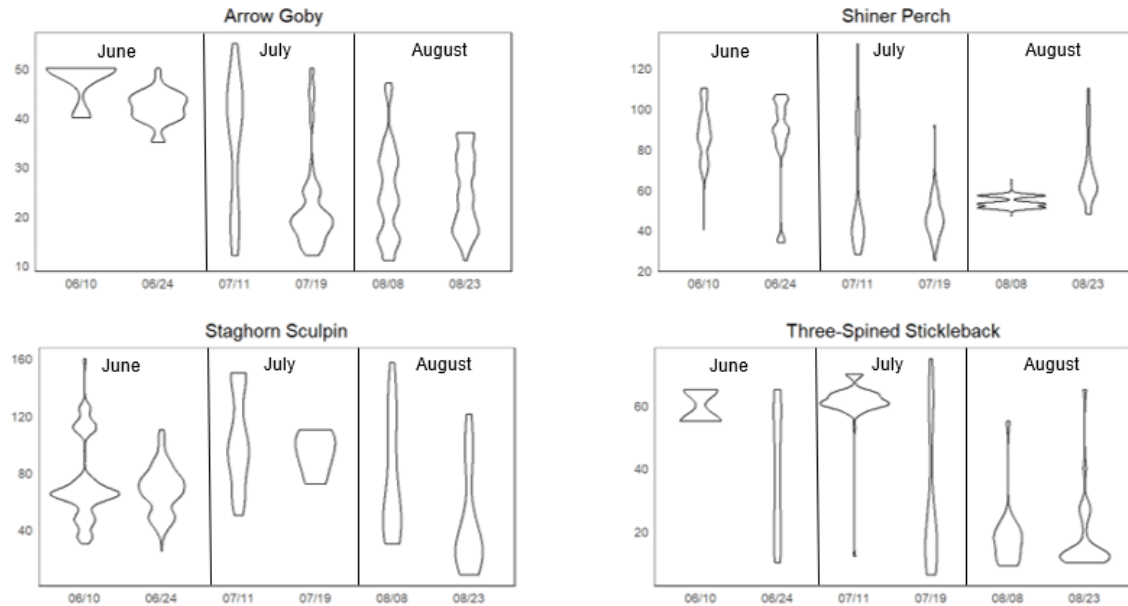 Arrow Goby
June
July
August
50
40
30
20
10
06/10 06/24 07/11 07/19 08/08 08/23
Shiner Perch
June
July
August
120
100
80
60
40
20
06/10 06/24 07/11 07/19 08/08 08/23
Staghorn Sculpin
June
July
August
160
120
80
40
06/10 06/24 07/11 07/19 08/08 08/23
Three-Spined Stickleback
June
July
August
60
40
20
06/10 06/24 07/11 07/19 08/08 08/23